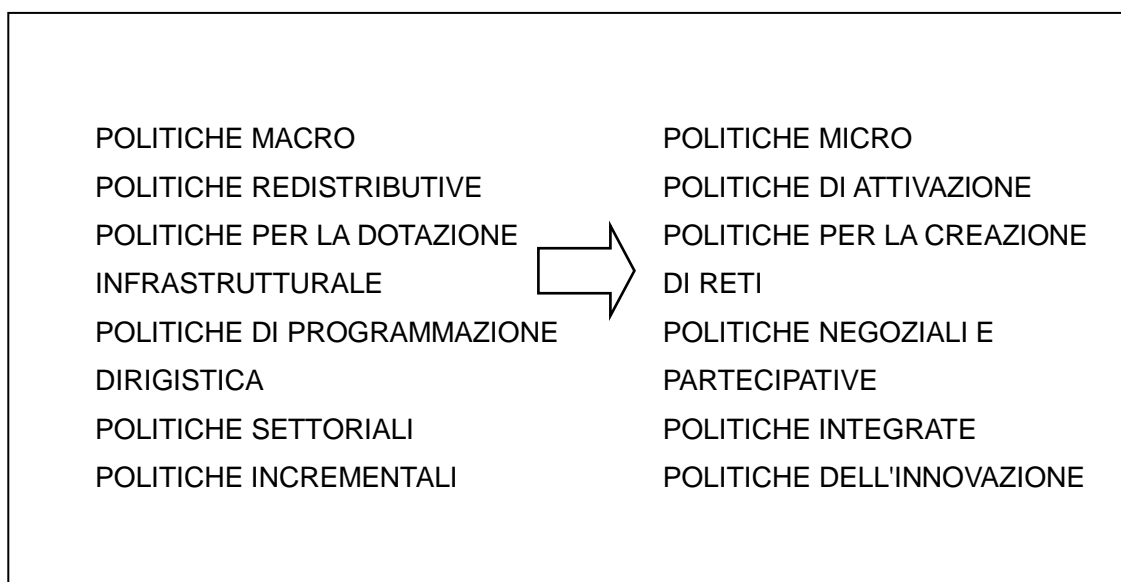 POLITICHE MACRO
POLITICHE REDISTRIBUTIVE
POLITICHE PER LA DOTAZIONE
INFRASTRUTTURALE
POLITICHE DI PROGRAMMAZIONE
DIRIGISTICA
POLITICHE SETTORIALI
POLITICHE INCREMENTALI
POLITICHE MICRO
POLITICHE DI ATTIVAZIONE
POLITICHE PER LA CREAZIONE
DI RETI
POLITICHE NEGOZIALI E
PARTECIPATIVE
POLITICHE INTEGRATE
POLITICHE DELL'INNOVAZIONE